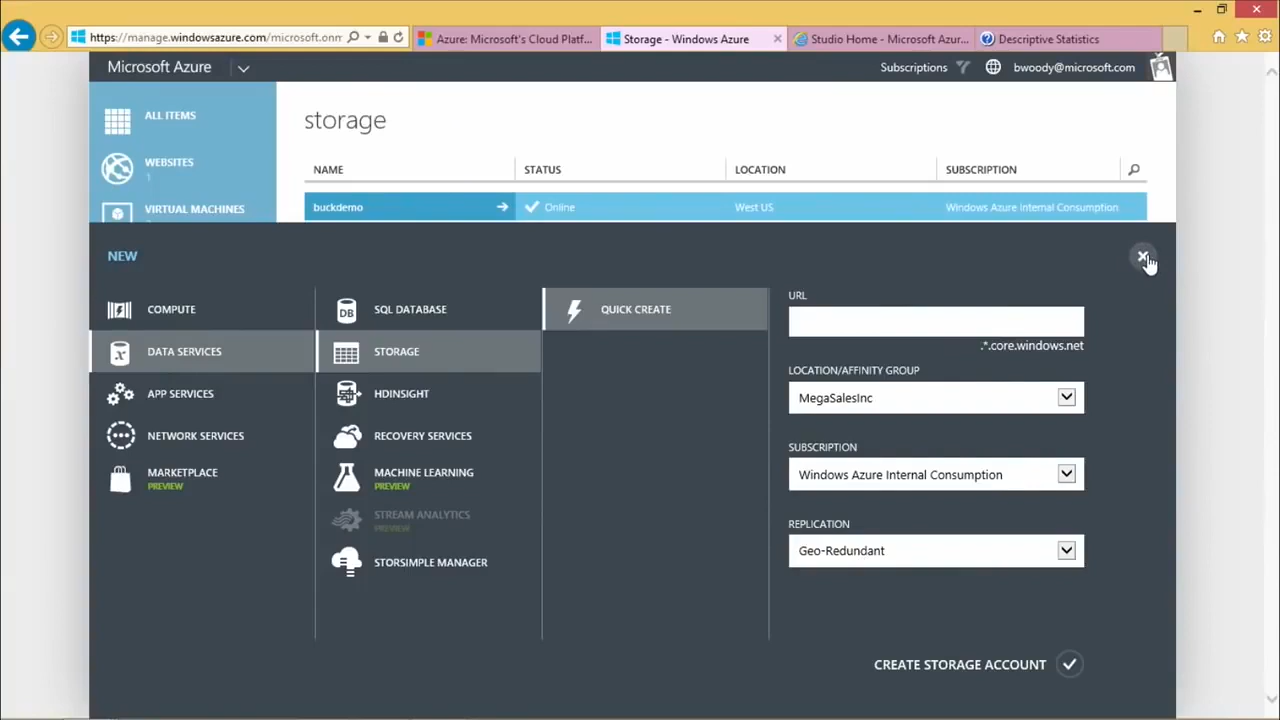 https://manage.windowsazure.com/microsoft.onm
Azure: Microsoft's Cloud Platf...
Storage - Windows Azure
Studio Home - Microsoft Azur...
Descriptive Statistics
Microsoft Azure
Subscriptions
bwoody@microsoft.com
ALL ITEMS
WEBSITES
1
VIRTUAL MACHINES
storage
NAME
STATUS
LOCATION
SUBSCRIPTION
buckdemo
Online
West US
Windows Azure Internal Consumption
NEW
COMPUTE
DATA SERVICES
APP SERVICES
NETWORK SERVICES
MARKETPLACE
PREVIEW
SQL DATABASE
DB
STORAGE
HDINSIGHT
RECOVERY SERVICES
MACHINE LEARNING
PREVIEW
STREAM ANALYTICS
PREVIEW
STORSIMPLE MANAGER
QUICK CREATE
URL
.*.core.windows.net
LOCATION/AFFINITY GROUP
MegaSalesInc
SUBSCRIPTION
Windows Azure Internal Consumption
REPLICATION
Geo-Redundant
CREATE STORAGE ACCOUNT